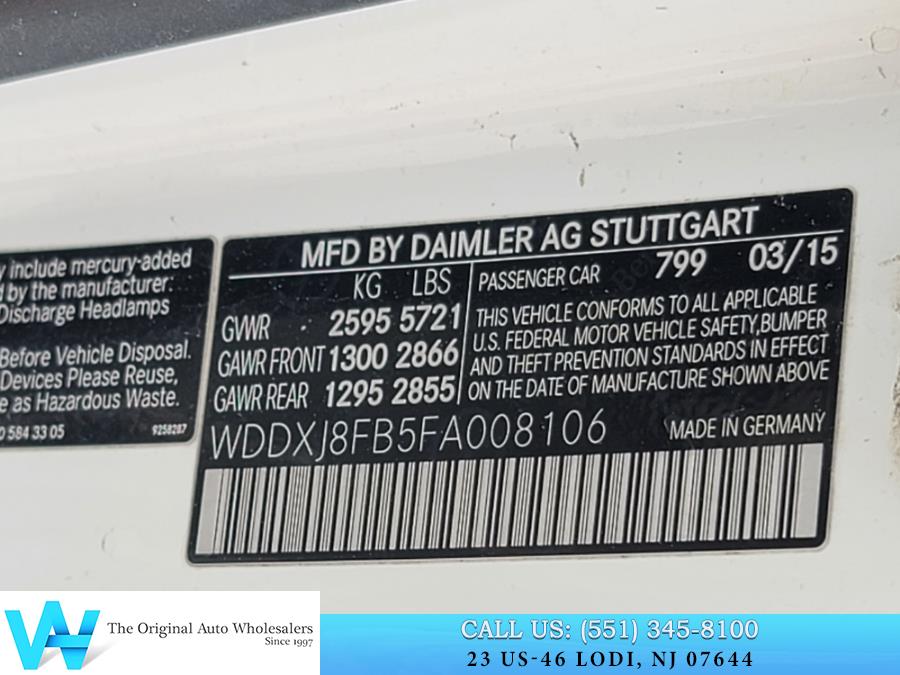 y include mercury-added
d by the manufacturer:
Discharge Headlamps
Before Vehicle Disposal.
Devices Please Reuse,
e as Hazardous Waste.
0 584 33 05 9258287
MFD BY DAIMLER AG STUTTGART
KG LBS
GVWR 2595 5721
GAWR FRONT 1300 2866
GAWR REAR 1295 2855
PASSENGER CAR 799 03/15
THIS VEHICLE CONFORMS TO ALL APPLICABLE
U.S. FEDERAL MOTOR VEHICLE SAFETY, BUMPER
AND THEFT PREVENTION STANDARDS IN EFFECT
ON THE DATE OF MANUFACTURE SHOWN ABOVE
WDDXJ8FB5FA008106 MADE IN GERMANY
The Original Auto Wholesalers
Since 1997
CALL US: (551) 345-8100
23 US-46 LODI, NJ 07644